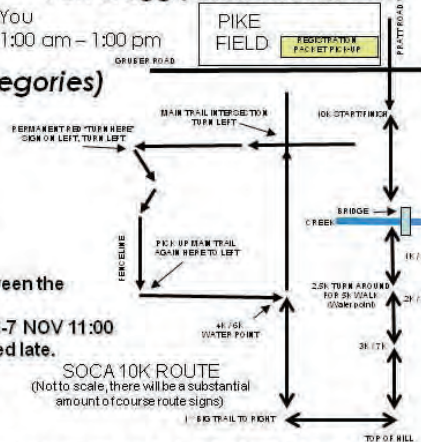 You
1:00 am – 1:00 pm
PIKE
FIELD
REGISTRATION
PACKET PICK-UP
PRATT ROAD
GRUBER ROAD
egories)
MAIN TRAIL INTERSECTION
TURN LEFT
10K START/FINISH
PERMANENT RED "TURN HERE"
SIGN ON LEFT, TURN LEFT
BRIDGE
CREEK
FENCELINE
PICK UP MAIN TRAIL
AGAIN HERE TO LEFT
1K /
een the
2.5K TURN AROUND
FOR 5K WALK
(Water point)
2K /
-7 NOV 11:00
ed late.
4K / 6K
WATER POINT
3K / 7K
SOCA 10K ROUTE
(Not to scale, there will be a substantial
amount of course route signs)
BIG TRAIL TO RIGHT
TOP OF HILL